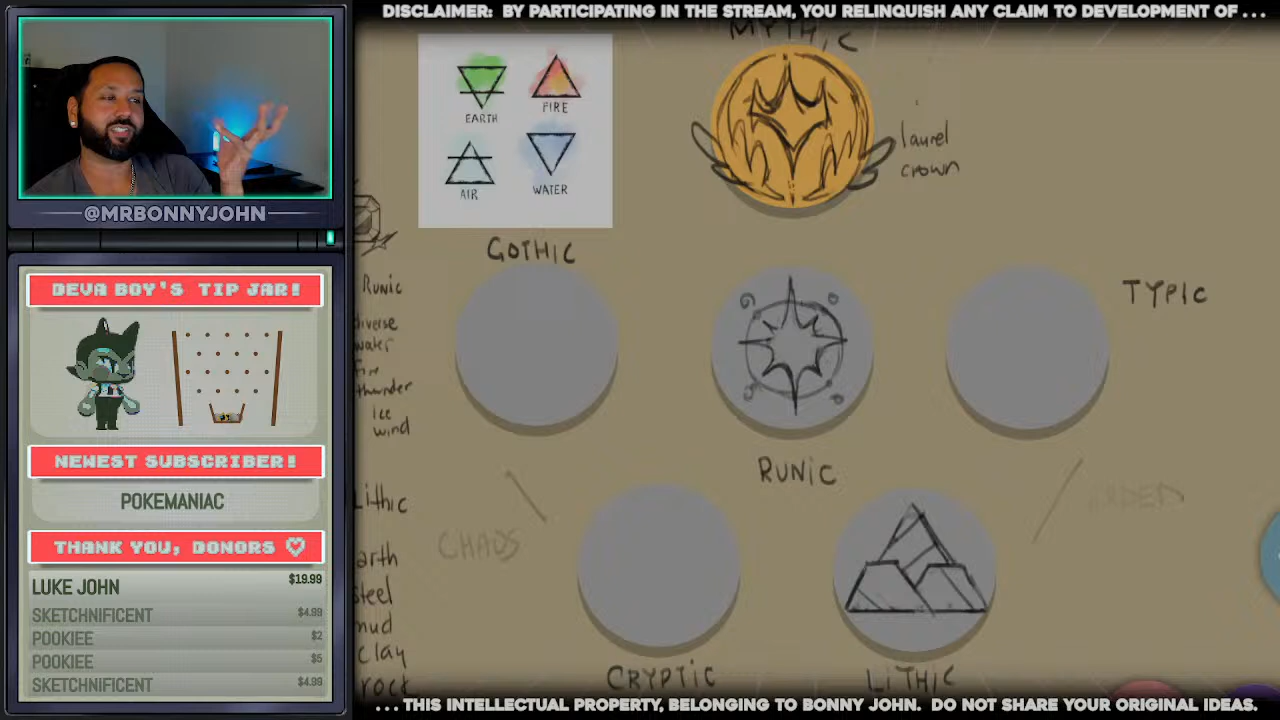 DISCLAIMER: BY PARTICIPATING IN THE STREAM, YOU RELINQUISH ANY CLAIM TO DEVELOPMENT OF . . .
@MRBONNYJOHN
DEVA BOY'S TIP JAR!
NEWEST SUBSCRIBER!
POKEMANIAC
THANK YOU, DONORS
LUKE JOHN $19.99
SKETCHNIFICENT $4.99
POOKIEE $2
POOKIEE $5
SKETCHNIFICENT $4.99
EARTH
FIRE
AIR
WATER
MYTHIC
laurel
crown
GOTHIC
TYPIC
RUNIC
CHAOS
CRYPTIC
LITHIC
Runic
diverse
water
fire
thunder
ice
wind
Lithic
earth
steel
mud
clay
rock
. . . THIS INTELLECTUAL PROPERTY, BELONGING TO BONNY JOHN. DO NOT SHARE YOUR ORIGINAL IDEAS.